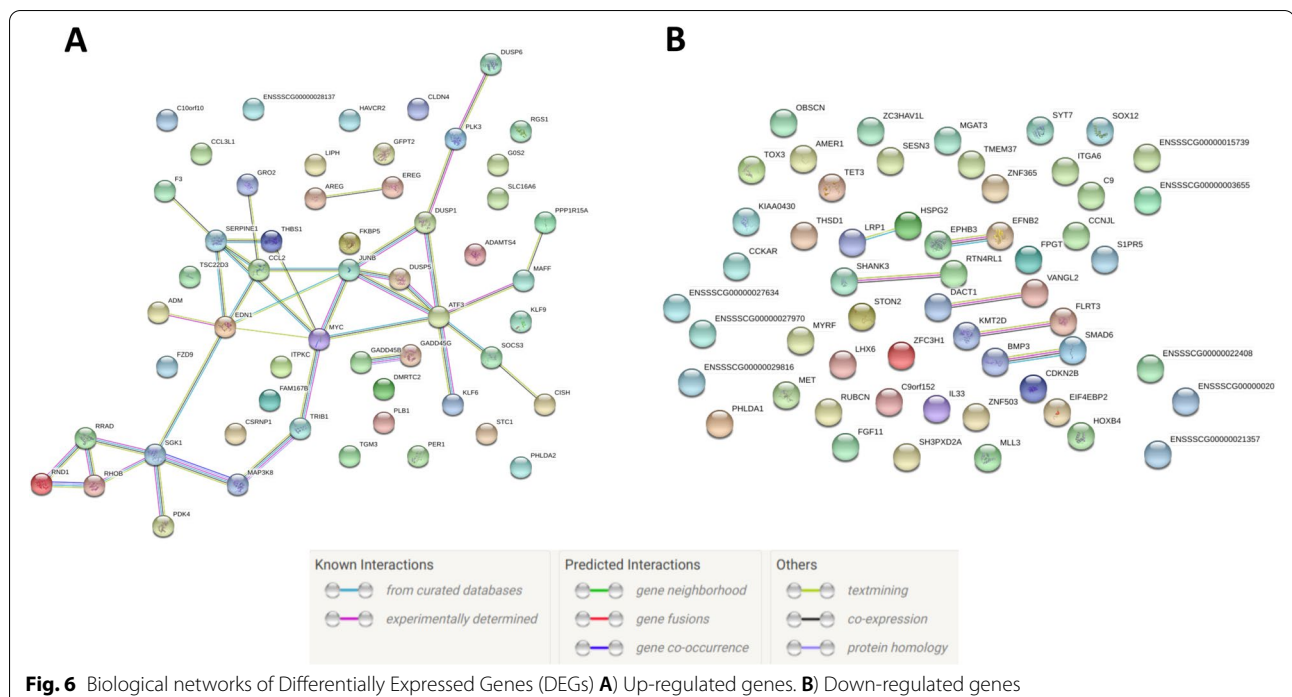 A
B
DUSP6
C10orf10
ENSSSCG00000028137
HAVCR2
CLDN4
PLK3
RGS1
CCL3L1
LIPH
GFPT2
G0S2
F3
GRO2
AREG
EREG
SLC16A6
DUSP1
PPP1R15A
SERPINE1
THBS1
FKBP5
ADAMTS4
TSC22D3
CCL2
JUNB
DUSP5
MAFF
ADM
EDN1
MYC
ATF3
KLF9
FZD9
ITPKC
GADD45B
GADD45G
SOCS3
FAM167B
DMRTC2
KLF6
CISH
CSRNP1
TRIB1
PLB1
STC1
RRAD
SGK1
TGM3
PER1
PHLDA2
RND1
RHOB
MAP3K8
PDK4
OBSCN
ZC3HAV1L
MGAT3
SYT7
SOX12
TOX3
AMER1
SESN3
TMEM37
ITGA6
ENSSSCG00000015739
TET3
ZNF365
C9
ENSSSCG00000003655
KIAA0430
THSD1
LRP1
HSPG2
EPHB3
EFNB2
CCNJL
CCKAR
SHANK3
RTN4RL1
FPGT
S1PR5
ENSSSCG00000027634
STON2
DACT1
VANGL2
ENSSSCG00000027970
MYRF
ZFC3H1
KMT2D
FLRT3
LHX6
BMP3
SMAD6
ENSSSCG00000022408
ENSSSCG00000029816
MET
C9orf152
IL33
CDKN2B
ENSSSCG00000020
PHLDA1
RUBCN
ZNF503
EIF4EBP2
FGF11
SH3PXD2A
MLL3
HOXB4
ENSSSCG00000021357
Known Interactions
from curated databases
experimentally determined
Predicted Interactions
gene neighborhood
gene fusions
gene co-occurrence
Others
textmining
co-expression
protein homology
Fig. 6 Biological networks of Differentially Expressed Genes (DEGs) A) Up-regulated genes. B) Down-regulated genes